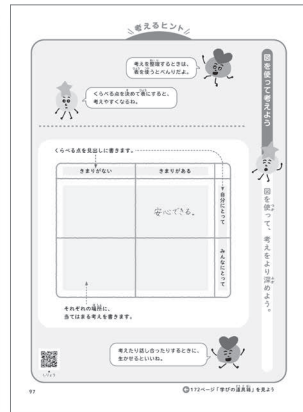 考えるヒント
図を使って考えよう
図を使って、考えをより深めよう。
考えを整理するときは、
表を使うとべんりだよ。
くらべる点を決めて表にすると、
考えやすくなるね。
くらべる点を見出しに書きます。
きまりがない
きまりがある
自分にとって
安心できる。
みんなにとって
それぞれの場所に、
当てはまる考えを書きます。
考えたり話し合ったりするときに、
生かせるといいね。
172ページ「学びの道具箱」を見よう
97